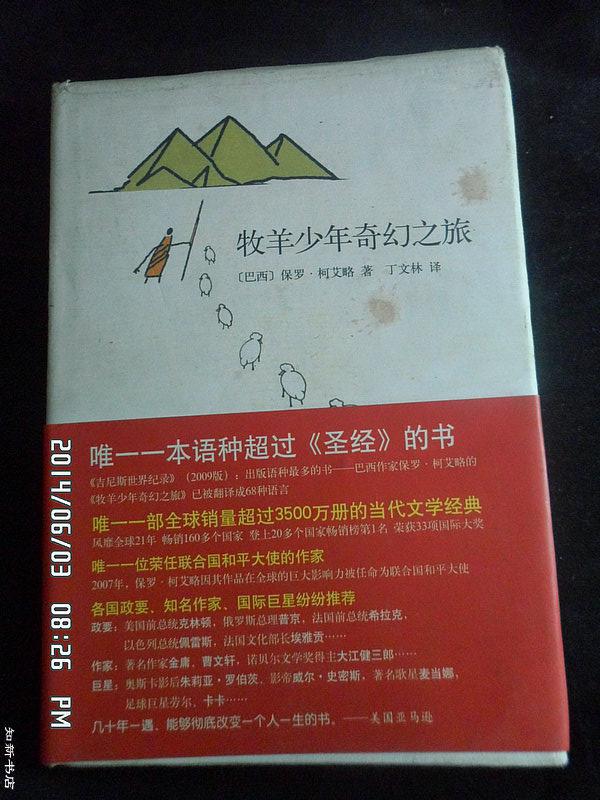 牧羊少年奇幻之旅
〔巴西〕保罗·柯艾略 著 丁文林 译
唯一一本语种超过《圣经》的书
《吉尼斯世界纪录》(2009版)：出版语种最多的书——巴西作家保罗·柯艾略的
《牧羊少年奇幻之旅》已被翻译成68种语言
唯一一部全球销量超过3500万册的当代文学经典
风靡全球21年 畅销160多个国家 登上20多个国家畅销榜第1名 荣获33项国际大奖
唯一一位荣任联合国和平大使的作家
2007年，保罗·柯艾略因其作品在全球的巨大影响力被任命为联合国和平大使
各国政要、知名作家、国际巨星纷纷推荐
政要：美国前总统克林顿，俄罗斯总理普京，法国前总统希拉克，
以色列总统佩雷斯，法国文化部长埃雅贡……
作家：著名作家金庸、曹文轩，诺贝尔文学奖得主大江健三郎……
巨星：奥斯卡影后朱莉亚·罗伯茨、影帝威尔·史密斯，著名歌星麦当娜，
足球巨星劳尔、卡卡……
几十年一遇、能够彻底改变一个人一生的书。——美国亚马逊
2014/06/03 08:26 PM
知新书店